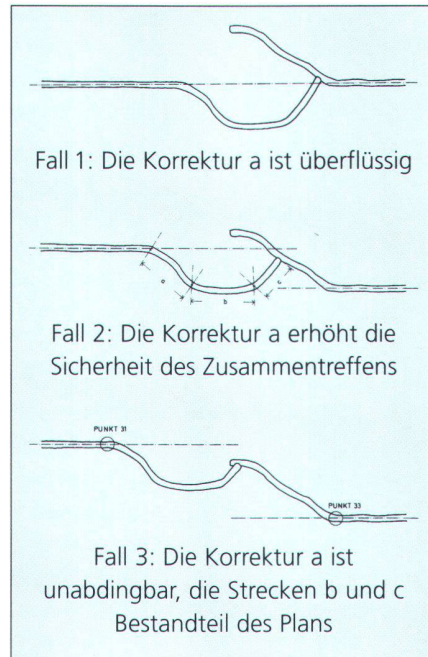 Fall 1: Die Korrektur a ist überflüssig
a
b
c
Fall 2: Die Korrektur a erhöht die
Sicherheit des Zusammentreffens
PUNKT 31
PUNKT 33
Fall 3: Die Korrektur a ist
unabdingbar, die Strecken b und c
Bestandteil des Plans